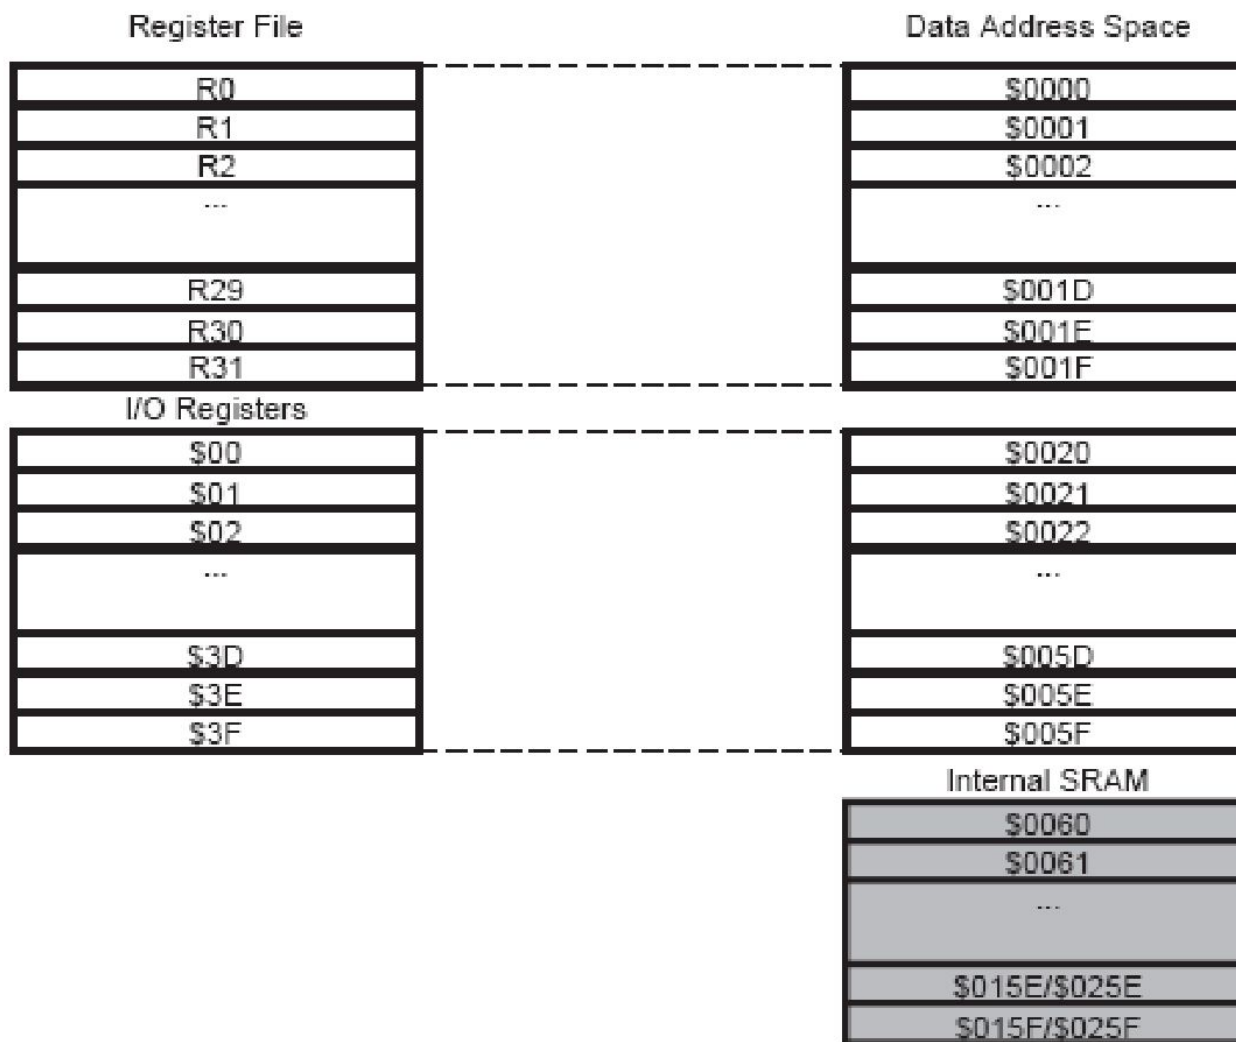 Register File
Data Address Space
R0
$0000
R1
$0001
R2
$0002
...
...
R29
$001D
R30
$001E
R31
$001F
I/O Registers
$00
$0020
$01
$0021
$02
$0022
...
...
$3D
$005D
$3E
$005E
$3F
$005F
Internal SRAM
$0060
$0061
...
$015E/$025E
$015F/$025F